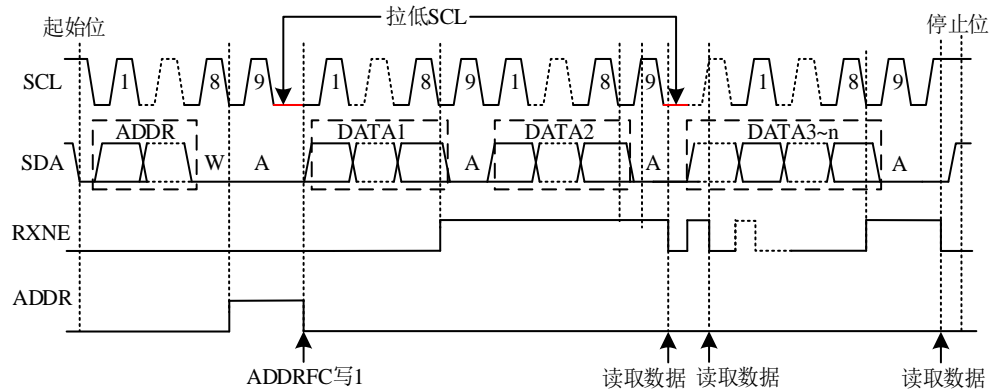 拉低SCL
起始位 停止位
SCL 1 8 9 1 8 9 1 8 9 1 8 9
ADDR DATA1 DATA2 DATA3~n
SDA W A A A A
RXNE
ADDR
ADDRFC写1 读取数据 读取数据 读取数据